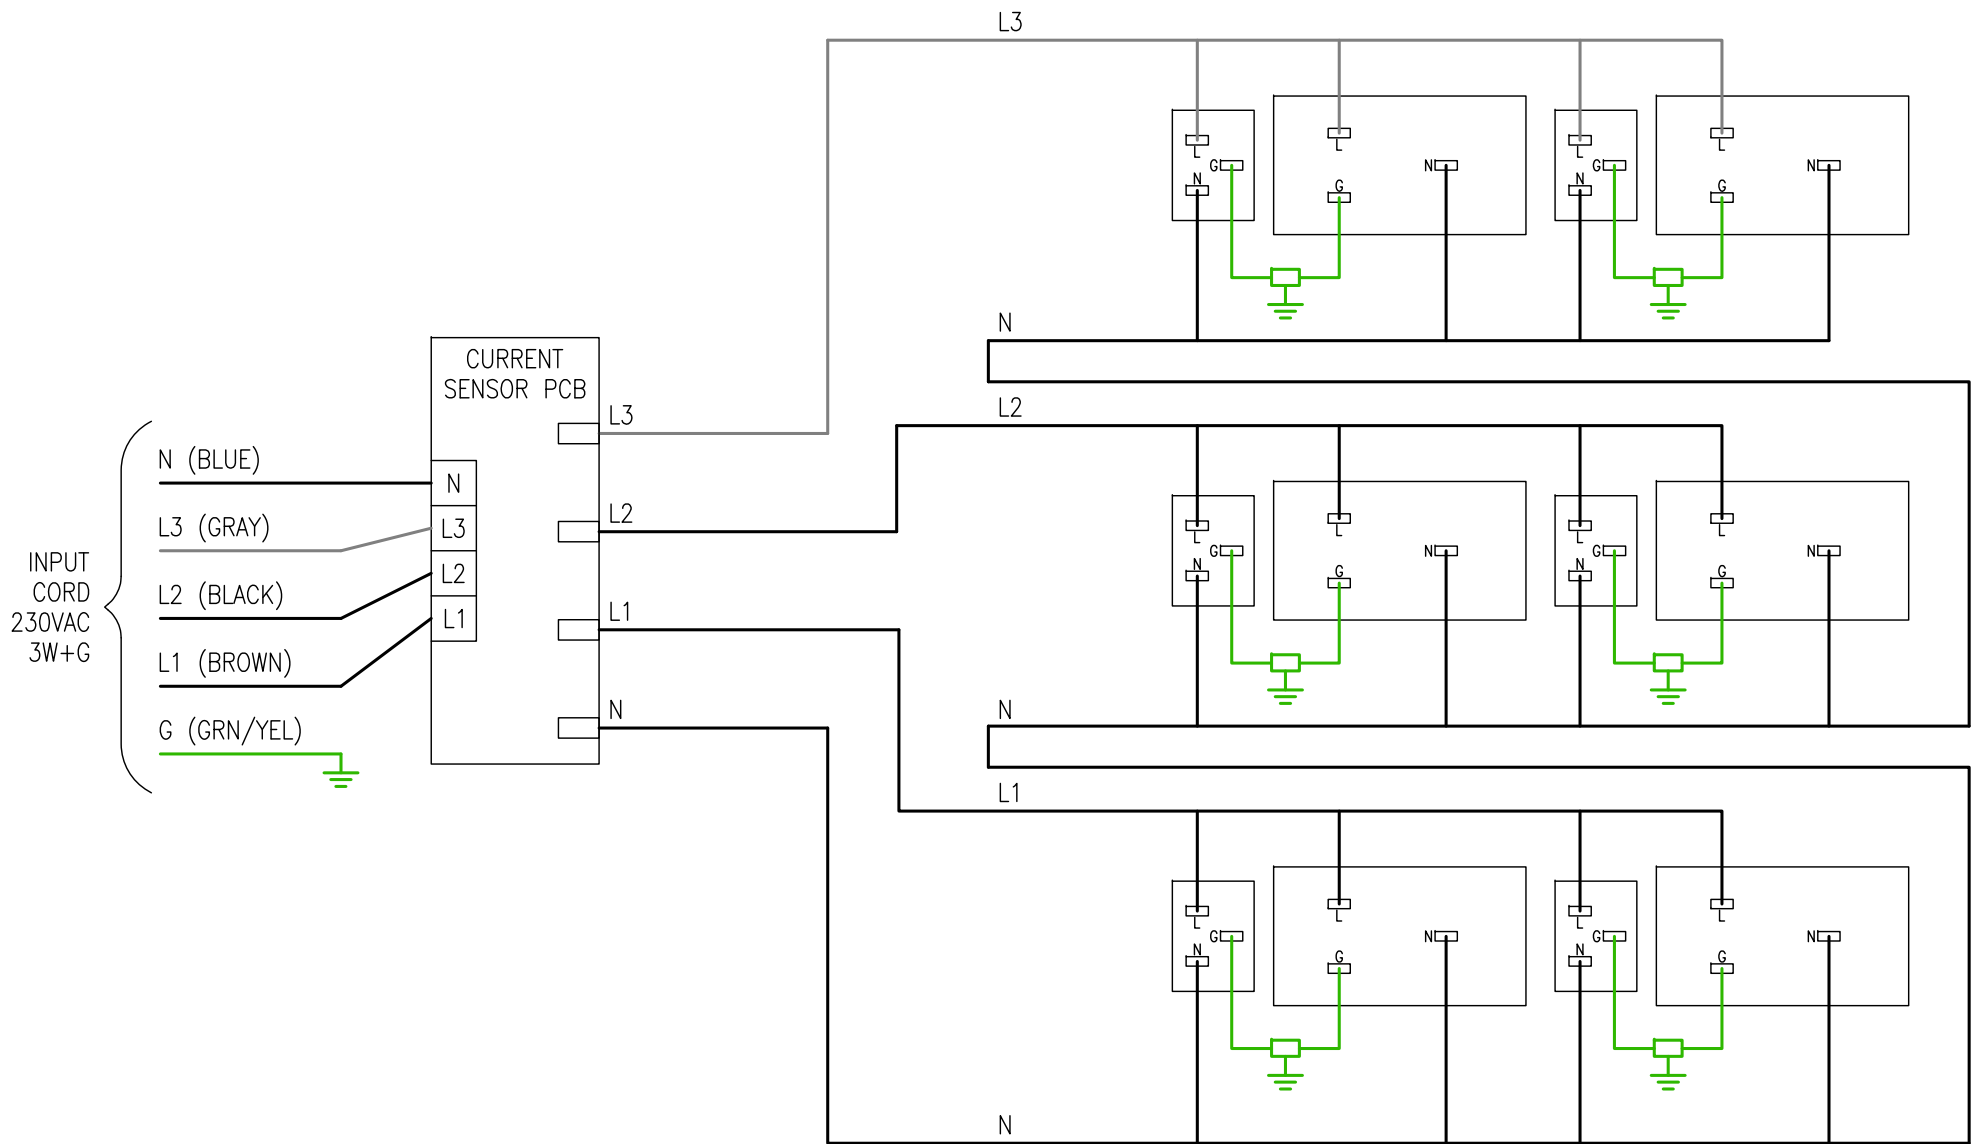 INPUT
CORD
230VAC
3W+G
N (BLUE)
L3 (GRAY)
L2 (BLACK)
L1 (BROWN)
G (GRN/YEL)
CURRENT
SENSOR PCB
N
L3
L2
L1
L3
L2
L1
N
L3
L
G
N
L
G
N
L
G
N
L
G
N
N
L2
L
G
N
L
G
N
L
G
N
L
G
N
N
L1
L
G
N
L
G
N
L
G
N
L
G
N
N